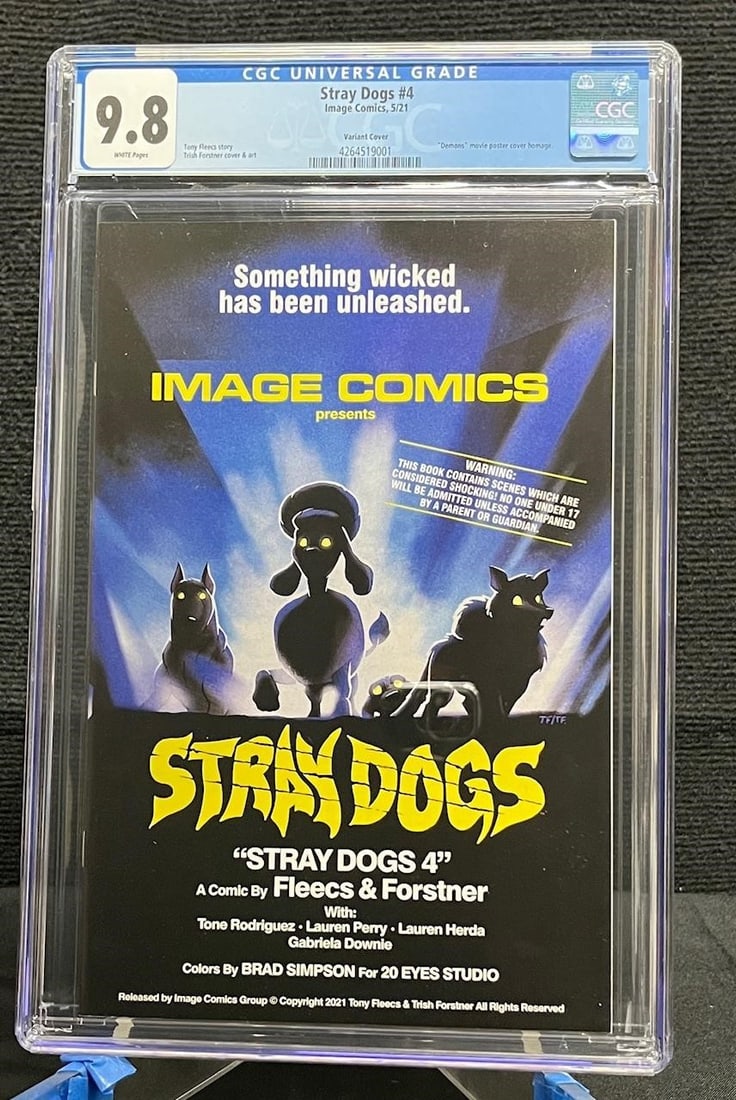 CGC UNIVERSAL GRADE
9.8
WHITE Pages
Stray Dogs #4
Image Comics, 5/21
Variant Cover
Tony Fleecs story
Trish Forstner cover & art
4264519001
"Demons" movie poster cover homage.
CGC
Something wicked
has been unleashed.
IMAGE COMICS
presents
WARNING:
THIS BOOK CONTAINS SCENES WHICH ARE
CONSIDERED SHOCKING! NO ONE UNDER 17
WILL BE ADMITTED UNLESS ACCOMPANIED
BY A PARENT OR GUARDIAN.
TF/TF
STRAY DOGS
“STRAY DOGS 4”
A Comic By Fleecs & Forstner
With:
Tone Rodriguez • Lauren Perry • Lauren Herda
Gabriela Downie
Colors By BRAD SIMPSON For 20 EYES STUDIO
Released by Image Comics Group © Copyright 2021 Tony Fleecs & Trish Forstner All Rights Reserved